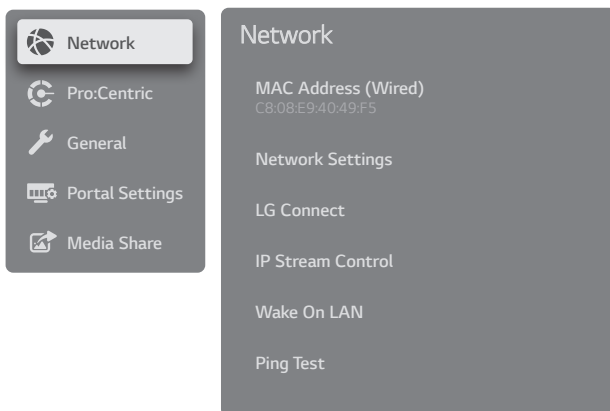 Network
Pro:Centric
General
Portal Settings
Media Share
Network
MAC Address (Wired)
C8:08:E9:40:49:F5
Network Settings
LG Connect
IP Stream Control
Wake On LAN
Ping Test